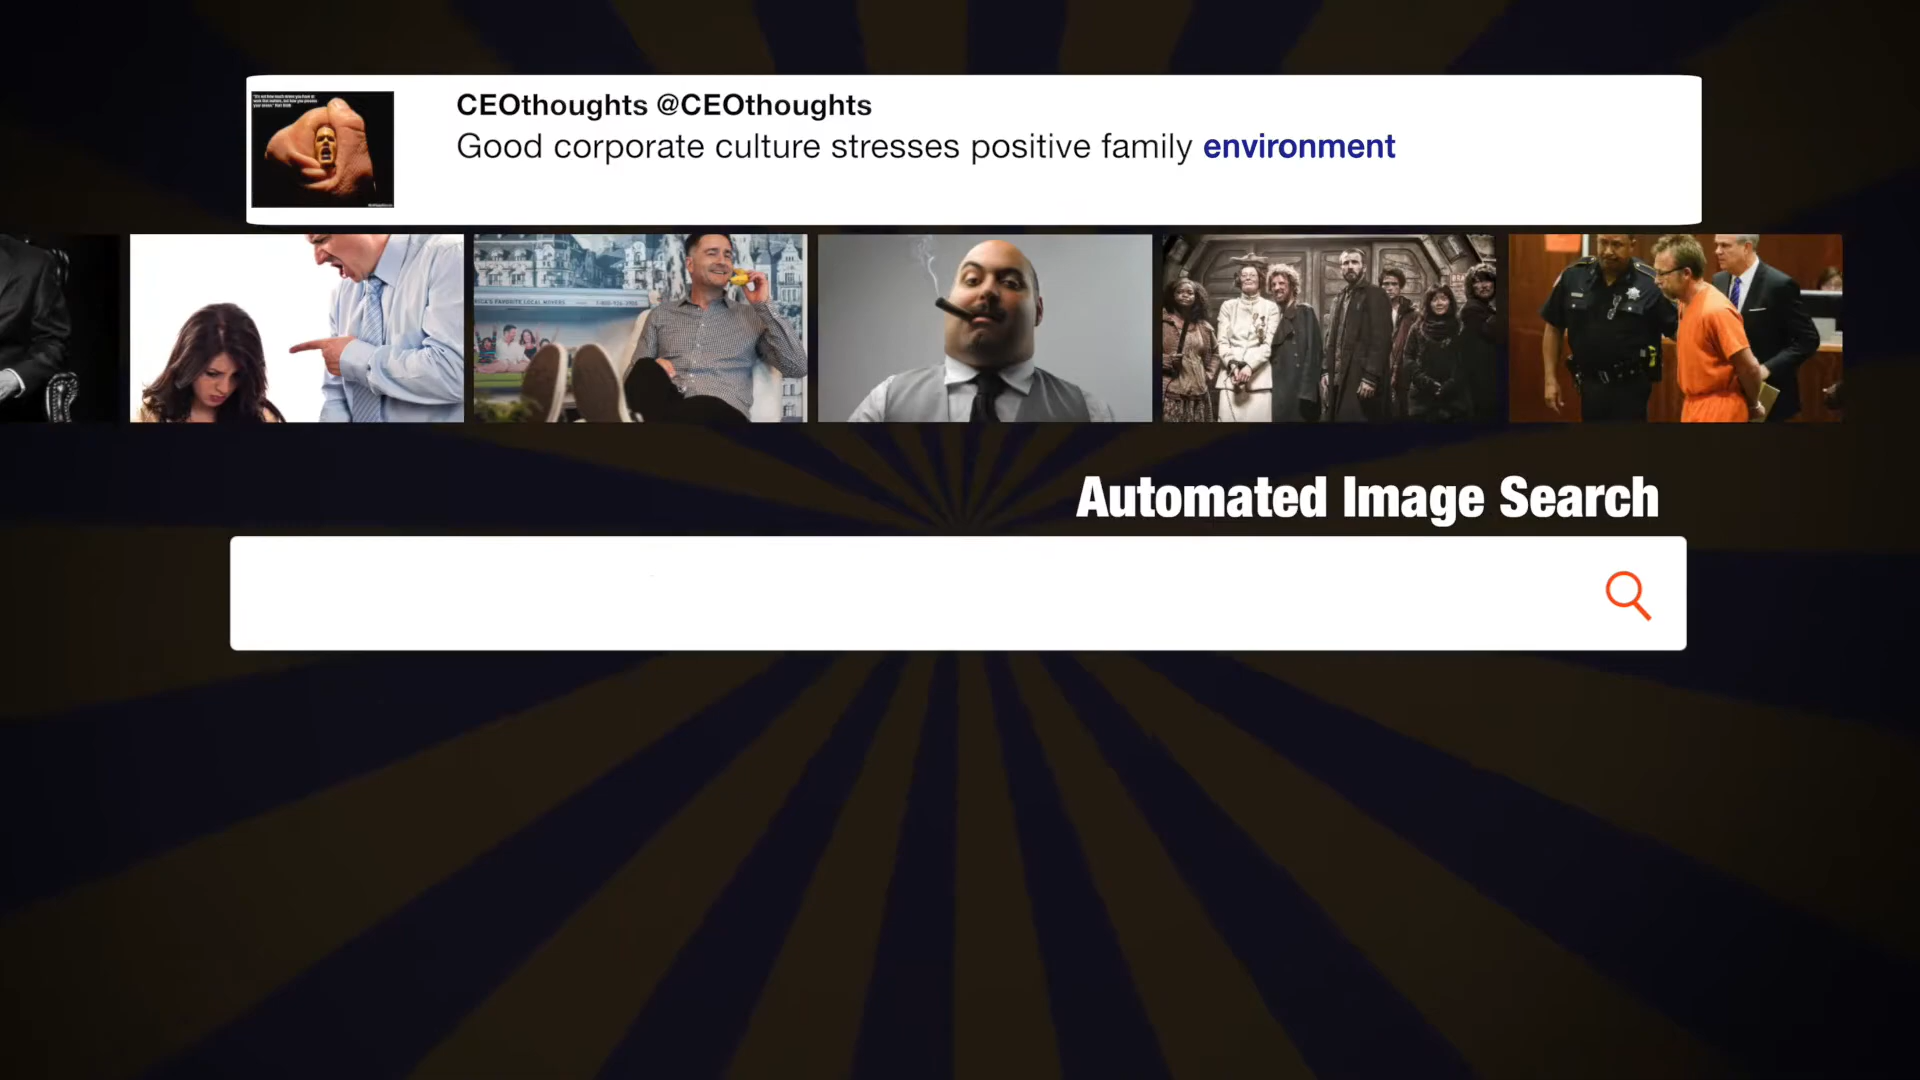 CEOthoughts @CEOthoughts
Good corporate culture stresses positive family environment
Automated Image Search